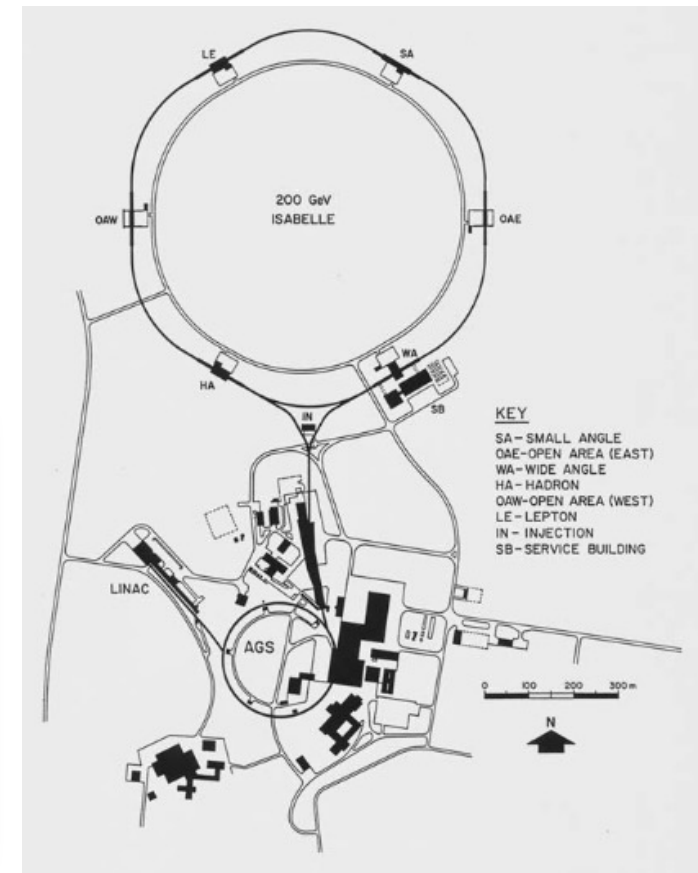 LE
SA
200 GeV
ISABELLE
OAW
OAE
HA
WA
IN
SB
KEY
SA-SMALL ANGLE
OAE-OPEN AREA (EAST)
WA-WIDE ANGLE
HA-HADRON
OAW-OPEN AREA (WEST)
LE-LEPTON
IN-INJECTION
SB-SERVICE BUILDING
LINAC
AGS
0 100 200 300m
N